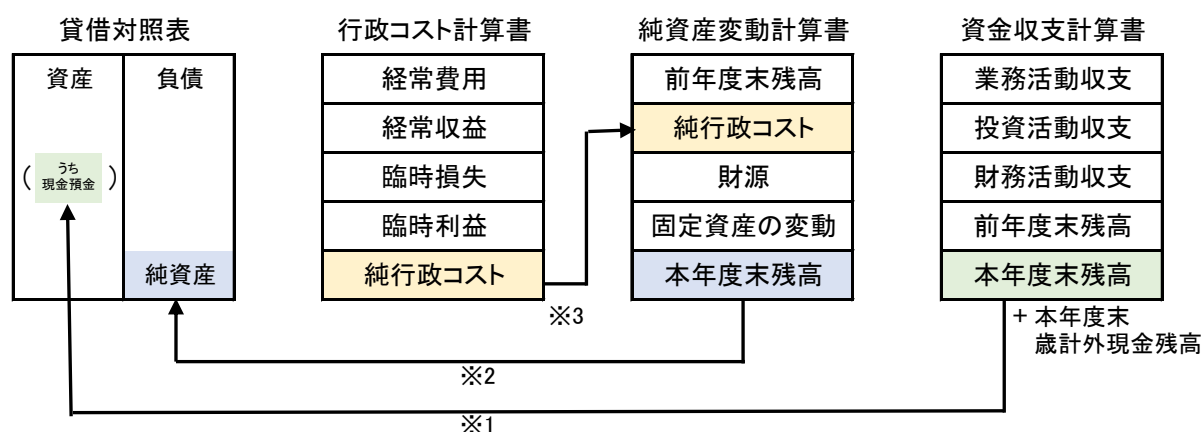 貸借対照表
資産
負債
( うち
現金預金 )
純資産
行政コスト計算書
経常費用
経常収益
臨時損失
臨時利益
純行政コスト
純資産変動計算書
前年度末残高
純行政コスト
財源
固定資産の変動
本年度末残高
資金収支計算書
業務活動収支
投資活動収支
財務活動収支
前年度末残高
本年度末残高
+ 本年度末
歳計外現金残高
※3
※2
※1